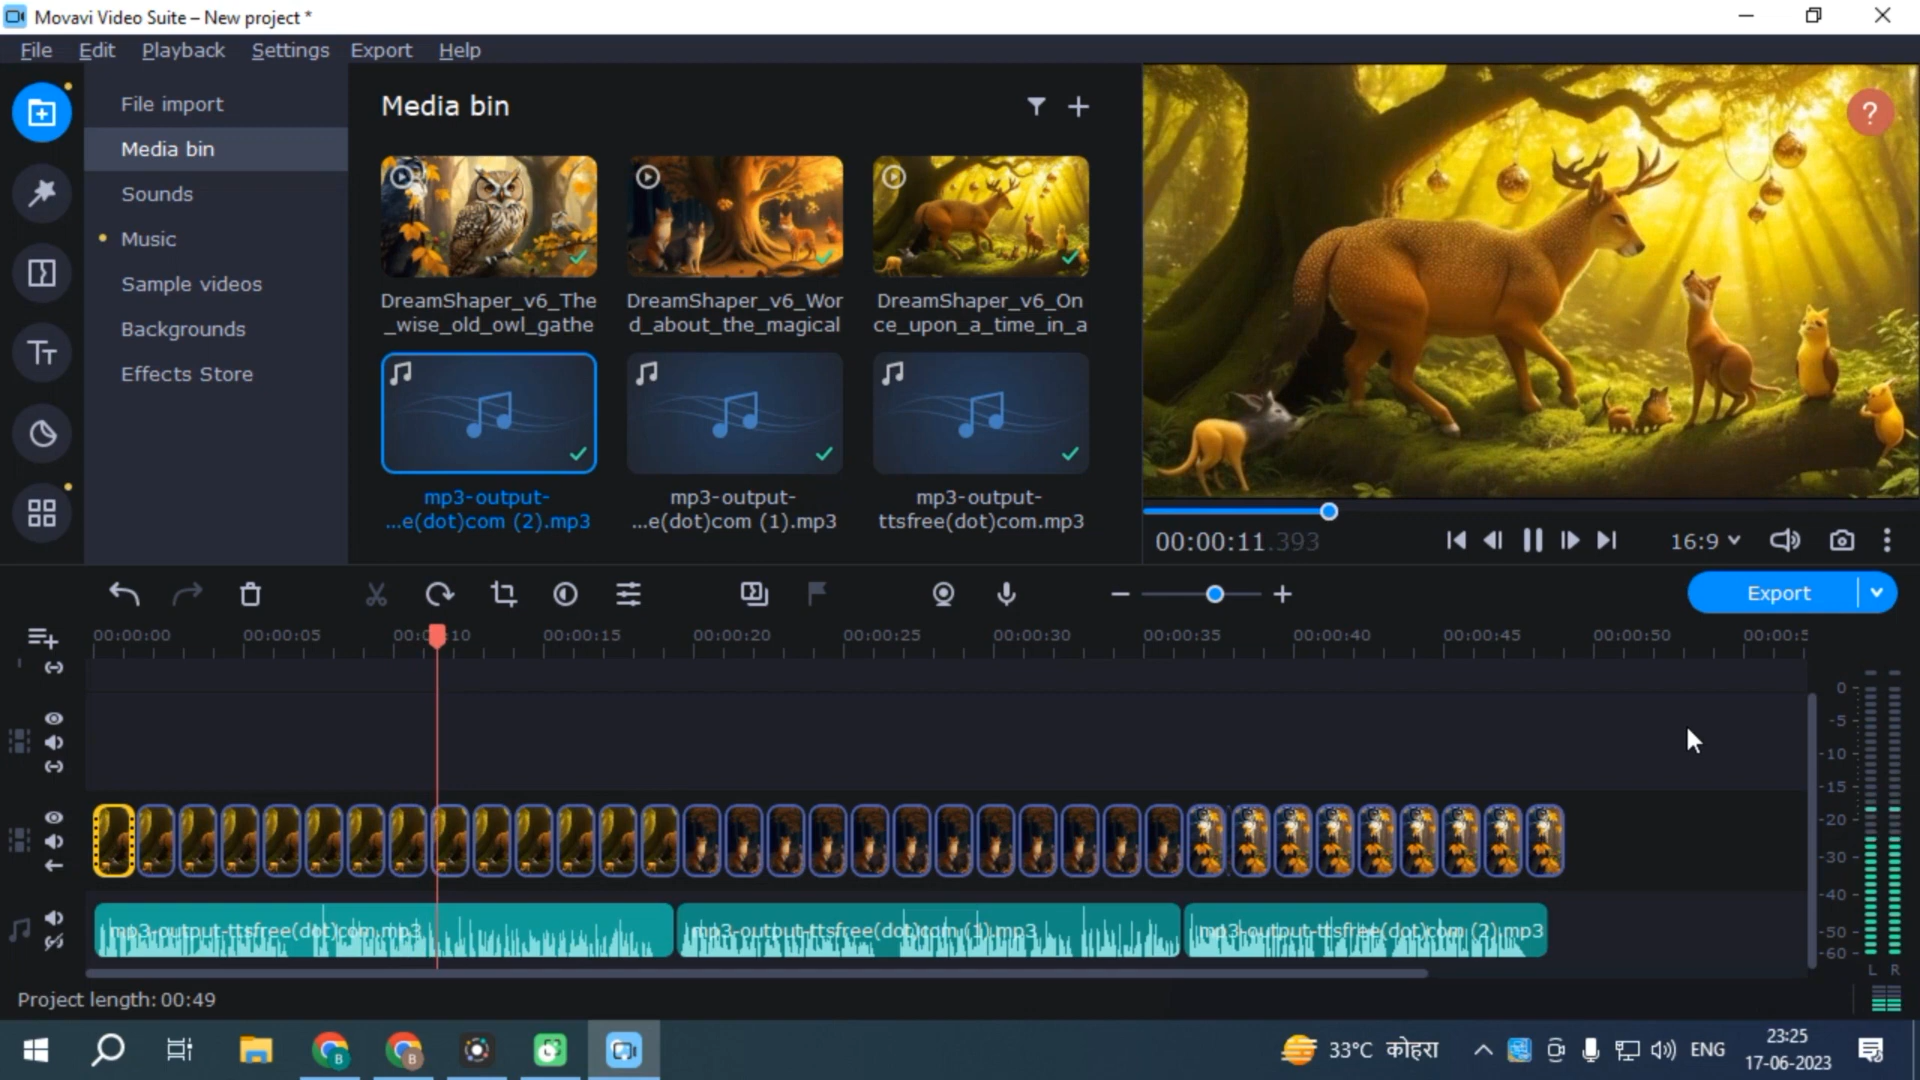 Movavi Video Suite – New project *
File Edit Playback Settings Export Help
File import
Media bin
Sounds
Music
Sample videos
Backgrounds
Effects Store
Media bin
DreamShaper_v6_The
_wise_old_owl_gathe
DreamShaper_v6_Wor
d_about_the_magical
DreamShaper_v6_On
ce_upon_a_time_in_a
mp3-output-
...e(dot)com (2).mp3
mp3-output-
...e(dot)com (1).mp3
mp3-output-
ttsfree(dot)com.mp3
?
00:00:11.393
16:9
Export
00:00:00 00:00:05 00:00:10 00:00:15 00:00:20 00:00:25 00:00:30 00:00:35 00:00:40 00:00:45 00:00:50
0
-5
-10
-15
-20
-30
-40
-50
-60
L R
mp3-output-ttsfree(dot)com.mp3
mp3-output-ttsfree(dot)com (1).mp3
mp3-output-ttsfree(dot)com (2).mp3
Project length: 00:49
33°C कोहरा
ENG
23:25
17-06-2023